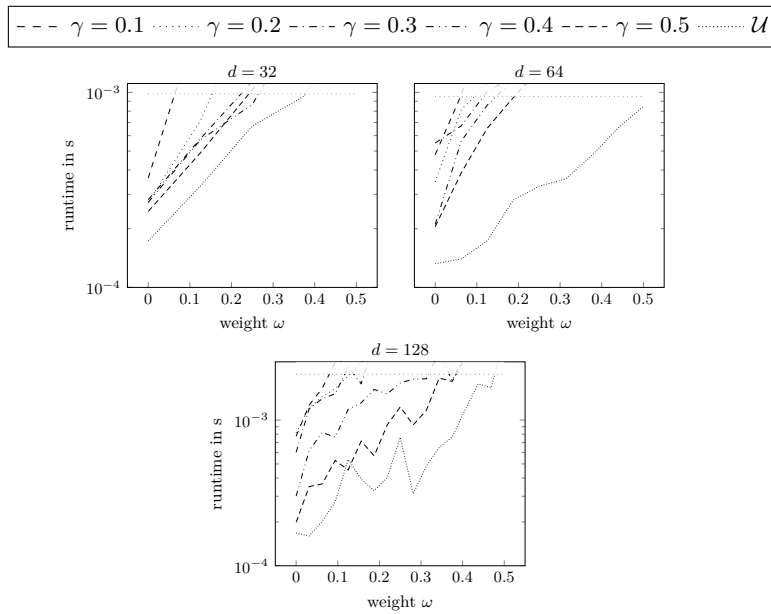 γ = 0.1 γ = 0.2 γ = 0.3 γ = 0.4 γ = 0.5 𝒰
d = 32
10⁻³
10⁻⁴
runtime in s
0 0.1 0.2 0.3 0.4 0.5
weight ω
d = 64
0 0.1 0.2 0.3 0.4 0.5
weight ω
d = 128
10⁻³
10⁻⁴
runtime in s
0 0.1 0.2 0.3 0.4 0.5
weight ω